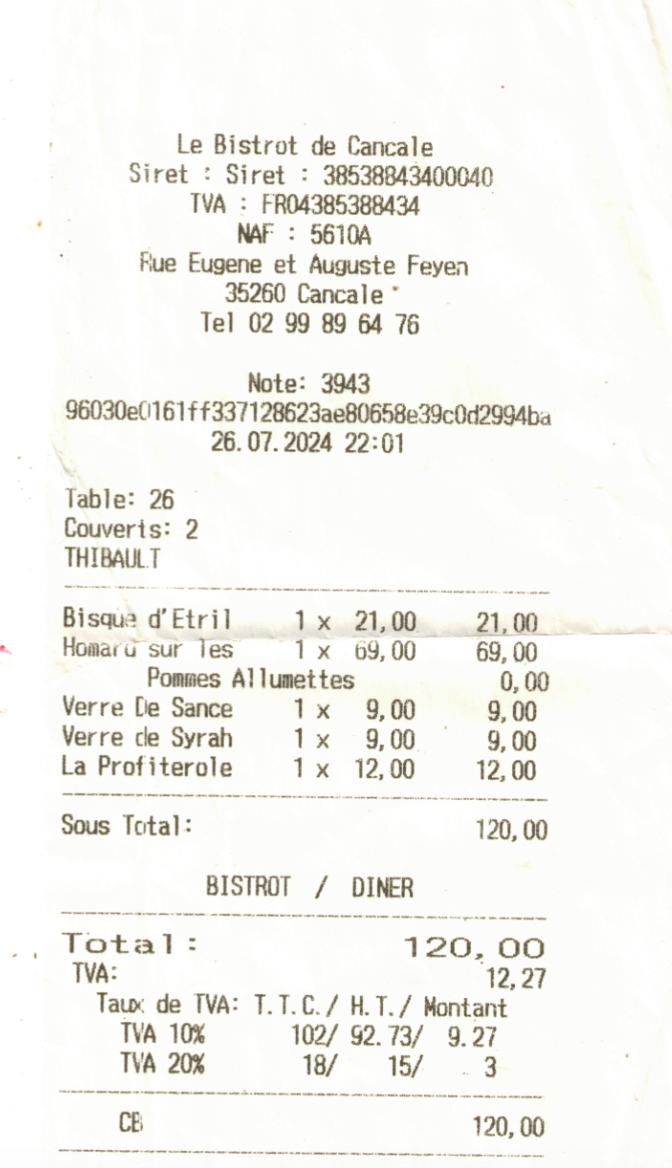 Le Bistrot de Cancale
Siret : Siret : 38538843400040
TVA : FR04385388434
NAF : 5610A
Rue Eugene et Auguste Feyen
35260 Cancale
Tel 02 99 89 64 76
Note: 3943
96030e0161ff337128623ae80658e39c0d2994ba
26.07.2024 22:01
Table: 26
Couverts: 2
THIBAULT
Bisque d'Etril 1 x 21,00 21,00
Homard sur les 1 x 69,00 69,00
Pommes Allumettes 0,00
Verre De Sance 1 x 9,00 9,00
Verre de Syrah 1 x 9,00 9,00
La Profiterole 1 x 12,00 12,00
Sous Total: 120,00
BISTROT / DINER
Total: 120,00
TVA: 12,27
Taux de TVA: T.T.C./ H.T./ Montant
TVA 10% 102/ 92.73/ 9.27
TVA 20% 18/ 15/ 3
CB 120,00